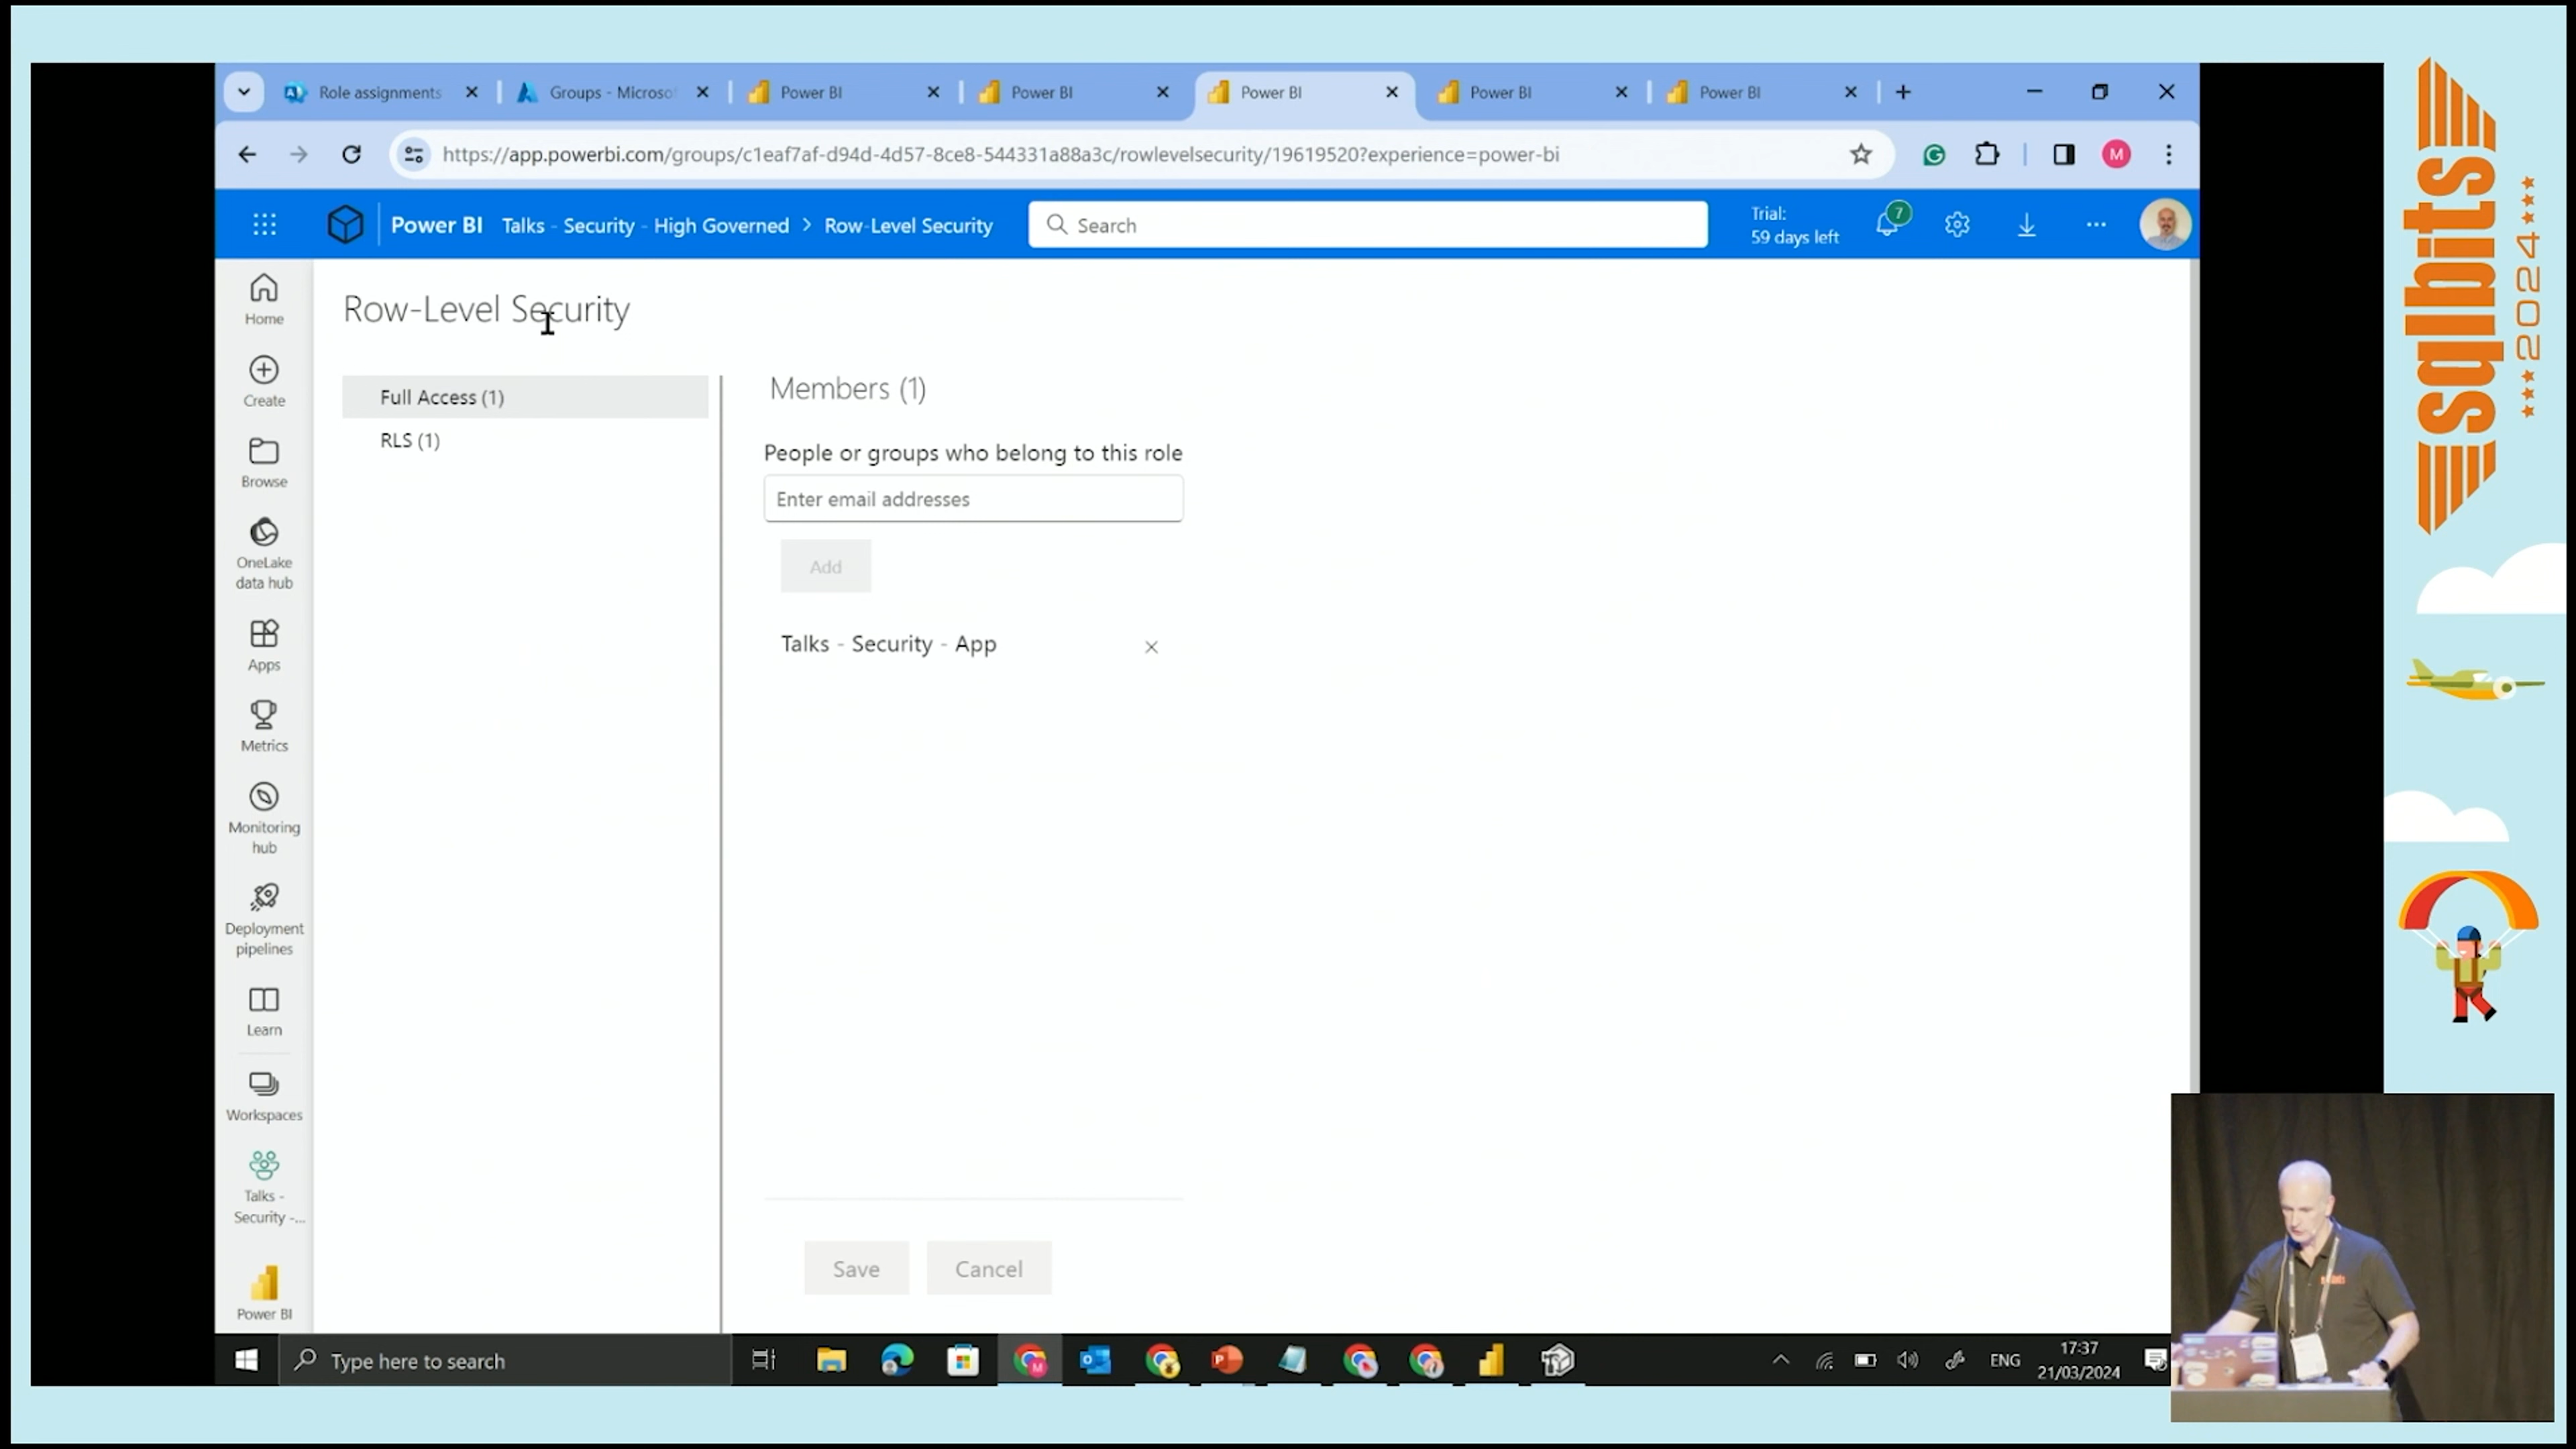 Role assignments
Groups - Microsof
Power BI
Power BI
Power BI
Power BI
Power BI
https://app.powerbi.com/groups/c1eaf7af-d94d-4d57-8ce8-544331a88a3c/rowlevelsecurity/19619520?experience=power-bi
M
Power BI
Talks - Security - High Governed > Row-Level Security
Search
Trial:
59 days left
7
Home
Create
Browse
OneLake
data hub
Apps
Metrics
Monitoring
hub
Deployment
pipelines
Learn
Workspaces
Talks -
Security -...
Power BI
Row-Level Security
Full Access (1)
RLS (1)
Members (1)
People or groups who belong to this role
Enter email addresses
Add
Talks - Security - App
Save
Cancel
Type here to search
ENG
17:37
21/03/2024
sqlbits
2024